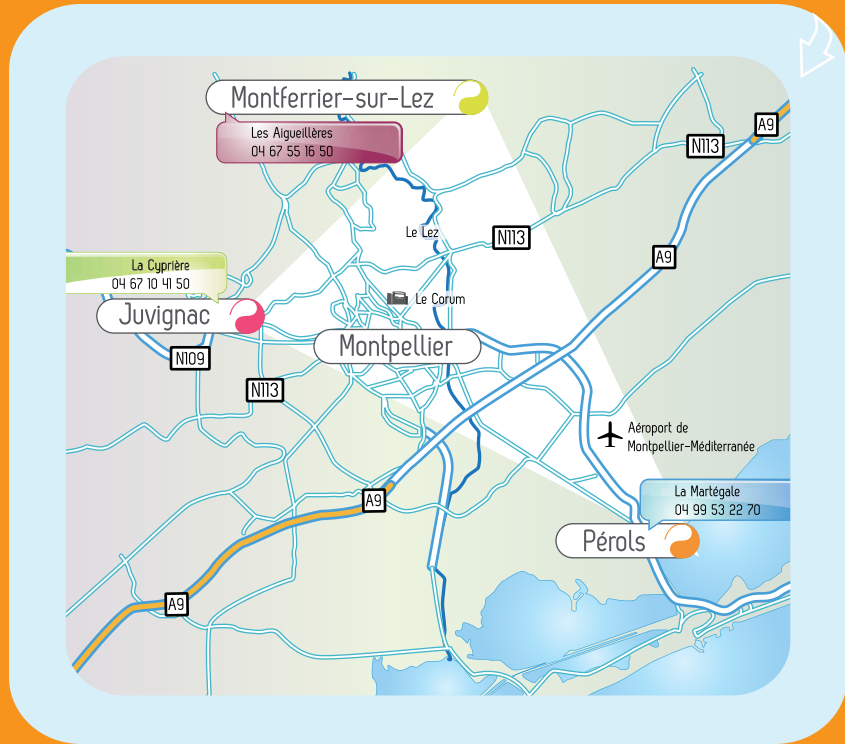 Montferrier-sur-Lez
Les Aigueillères
04 67 55 16 50
A9
N113
Le Lez
N113
A9
La Cyprière
04 67 10 41 50
Le Corum
Juvignac
Montpellier
N109
N113
Aéroport de
Montpellier-Méditerranée
A9
La Martégale
04 99 53 22 70
Pérols
A9